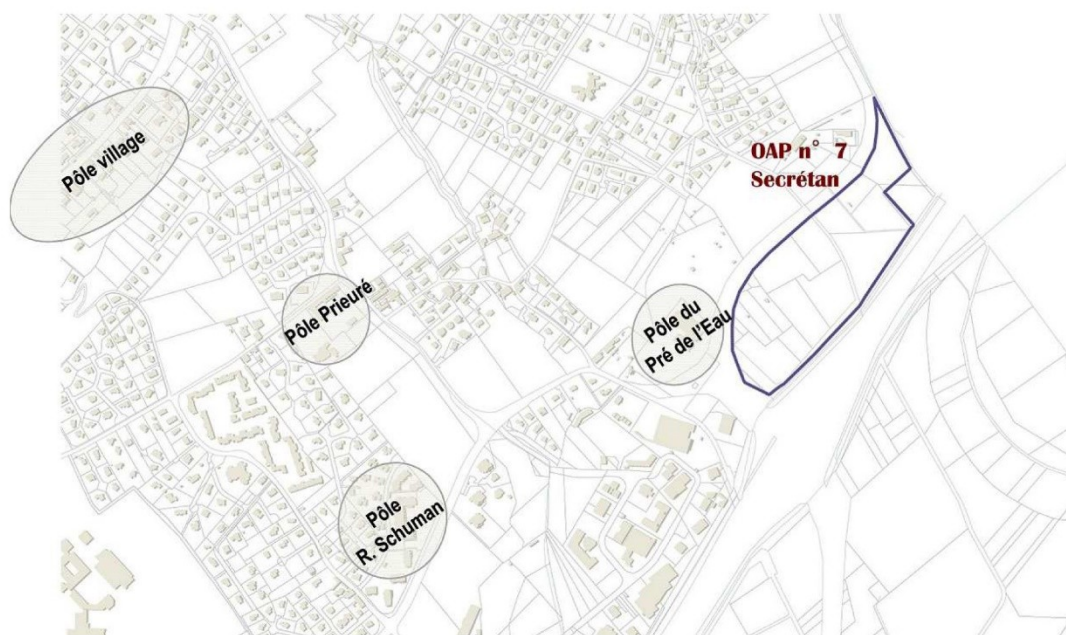 Pôle village
OAP n° 7
Secrétan
Pôle Prieuré
Pôle du
Pré de l'Eau
Pôle
R. Schuman